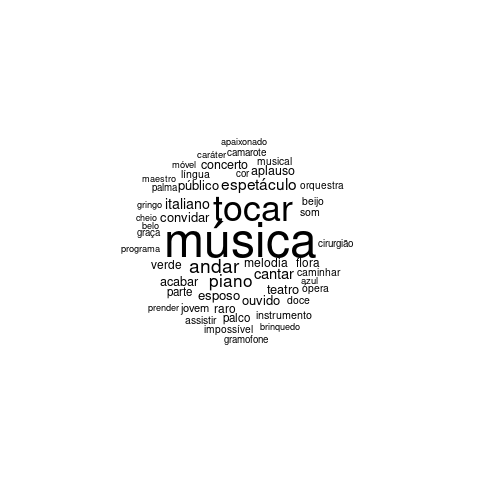 apaixonado
caráter camarote
móvel concerto musical
língua cor aplauso
maestro palma público espetáculo orquestra
gringo italiano tocar beijo
cheio convidar som
belo
graça música cirurgião
programa
verde andar melodia flora
acabar piano cantar caminhar
parte esposo teatro azul
ópera
prender jovem raro ouvido doce
assistir palco instrumento
impossível brinquedo
gramofone